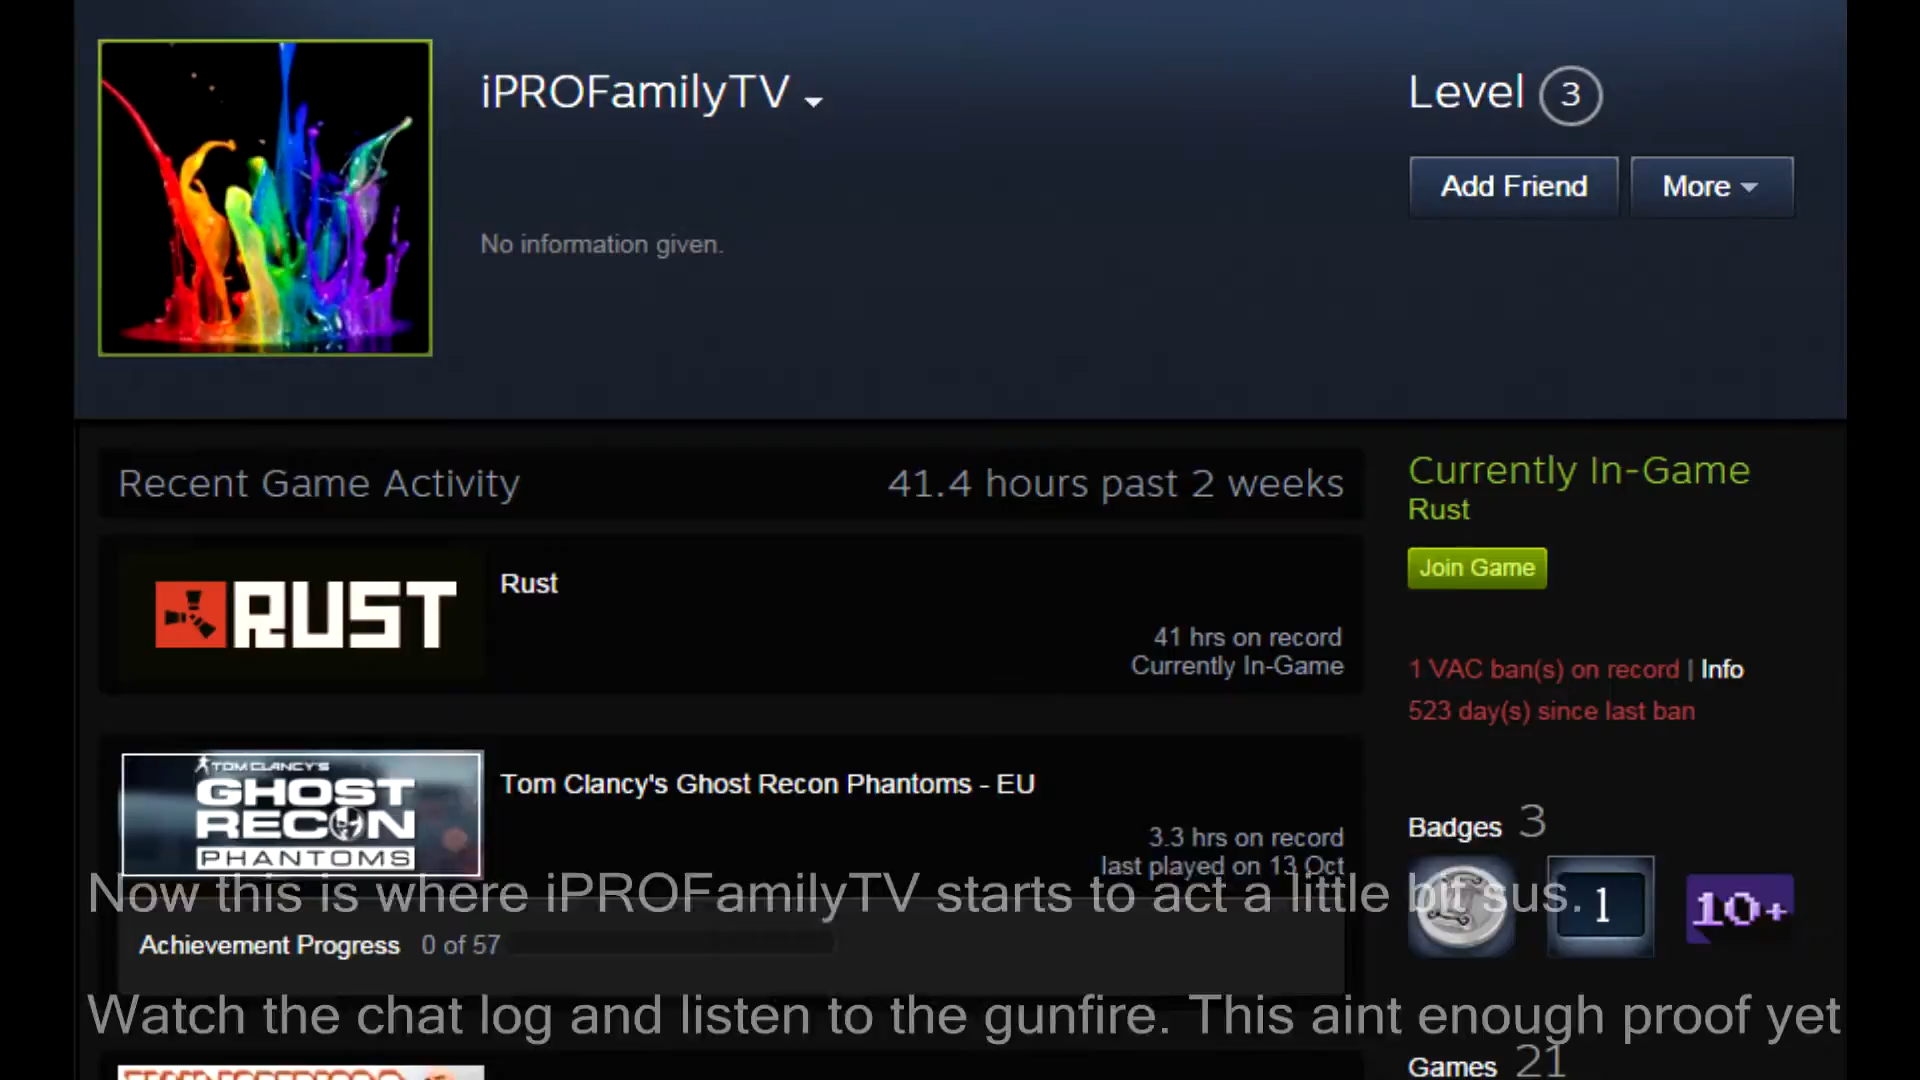 iPROFamilyTV
Level 3
Add Friend
More
No information given.
Recent Game Activity
41.4 hours past 2 weeks
Currently In-Game
Rust
Join Game
RUST
Rust
41 hrs on record
Currently In-Game
1 VAC ban(s) on record | Info
523 day(s) since last ban
TOM CLANCY'S
GHOST
RECON
PHANTOMS
Tom Clancy's Ghost Recon Phantoms - EU
3.3 hrs on record
last played on 13 Oct
Badges 3
1
10+
Now this is where iPROFamilyTV starts to act a little bit sus.
Achievement Progress 0 of 57
Watch the chat log and listen to the gunfire. This aint enough proof yet
Games 21